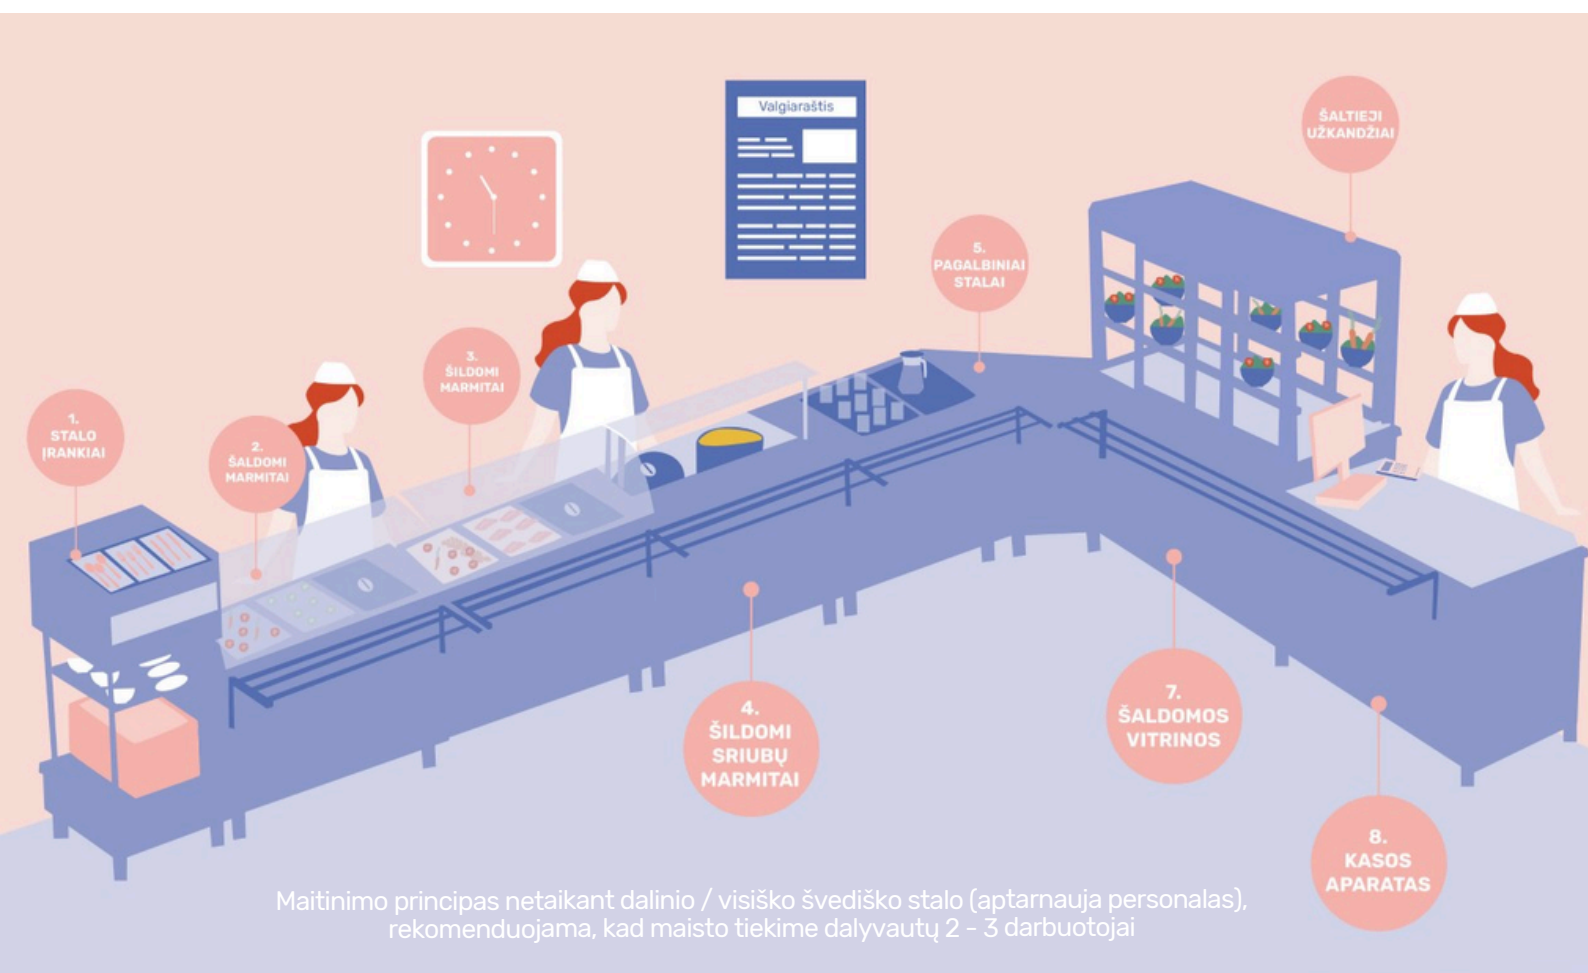 Valgiaraštis
ŠALTIEJI
UŽKANDŽIAI
5.
PAGALBINIAI
STALAI
3.
ŠILDOMI
MARMITAI
1.
STALO
ĮRANKIAI
2.
ŠALDOMI
MARMITAI
4.
ŠILDOMI
SRIUBŲ
MARMITAI
7.
ŠALDOMOS
VITRINOS
8.
KASOS
APARATAS
Maitinimo principas netaikant dalinio / visiško švediško stalo (aptarnauja personalas),
rekomenduojama, kad maisto tiekime dalyvautų 2 - 3 darbuotojai